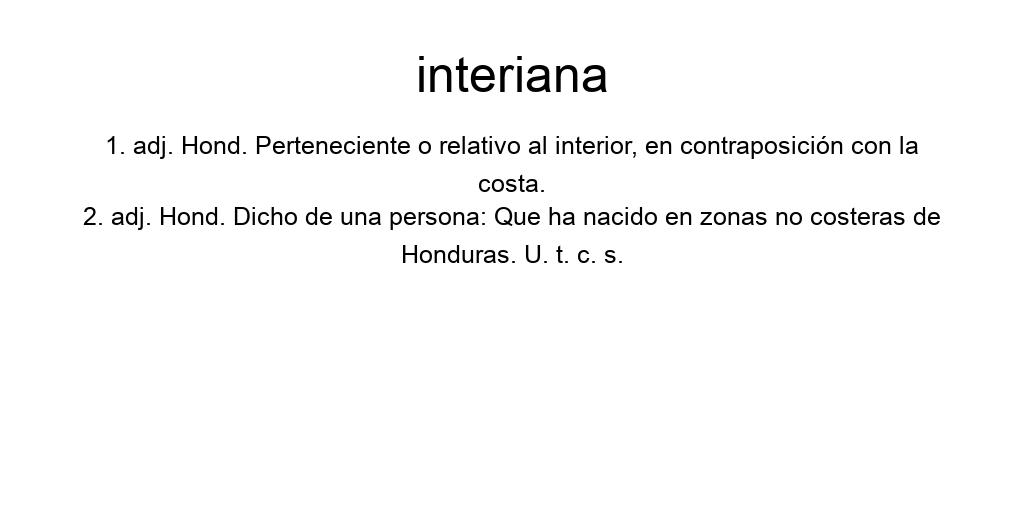 interiana
1. adj. Hond. Perteneciente o relativo al interior, en contraposición con la
costa.
2. adj. Hond. Dicho de una persona: Que ha nacido en zonas no costeras de
Honduras. U. t. c. s.